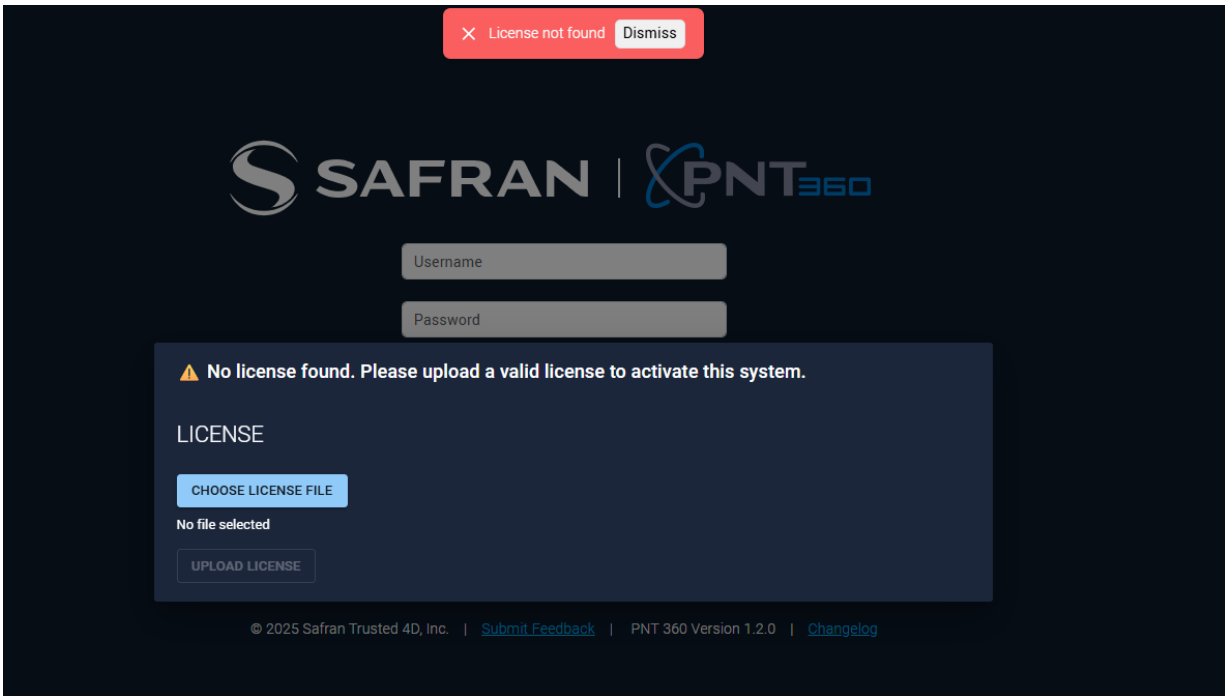 License not found Dismiss
SAFRAN | PNT360
Username
Password
No license found. Please upload a valid license to activate this system.
LICENSE
CHOOSE LICENSE FILE
No file selected
UPLOAD LICENSE
© 2025 Safran Trusted 4D, Inc. | Submit Feedback | PNT 360 Version 1.2.0 | Changelog